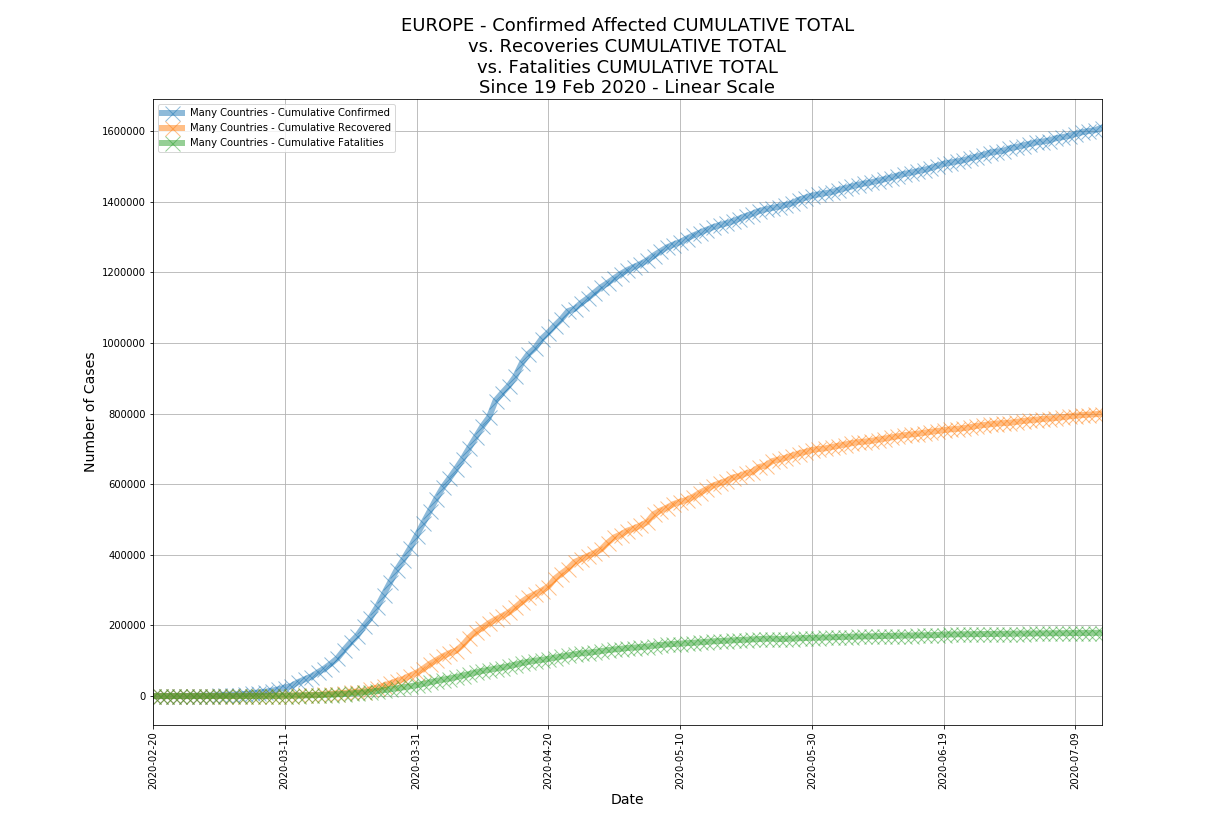 EUROPE - Confirmed Affected CUMULATIVE TOTAL
vs. Recoveries CUMULATIVE TOTAL
vs. Fatalities CUMULATIVE TOTAL
Since 19 Feb 2020 - Linear Scale
Many Countries - Cumulative Confirmed
Many Countries - Cumulative Recovered
Many Countries - Cumulative Fatalities
1600000
1400000
1200000
1000000
800000
600000
400000
200000
0
Number of Cases
2020-02-20
2020-03-11
2020-03-31
2020-04-20
2020-05-10
2020-05-30
2020-06-19
2020-07-09
Date